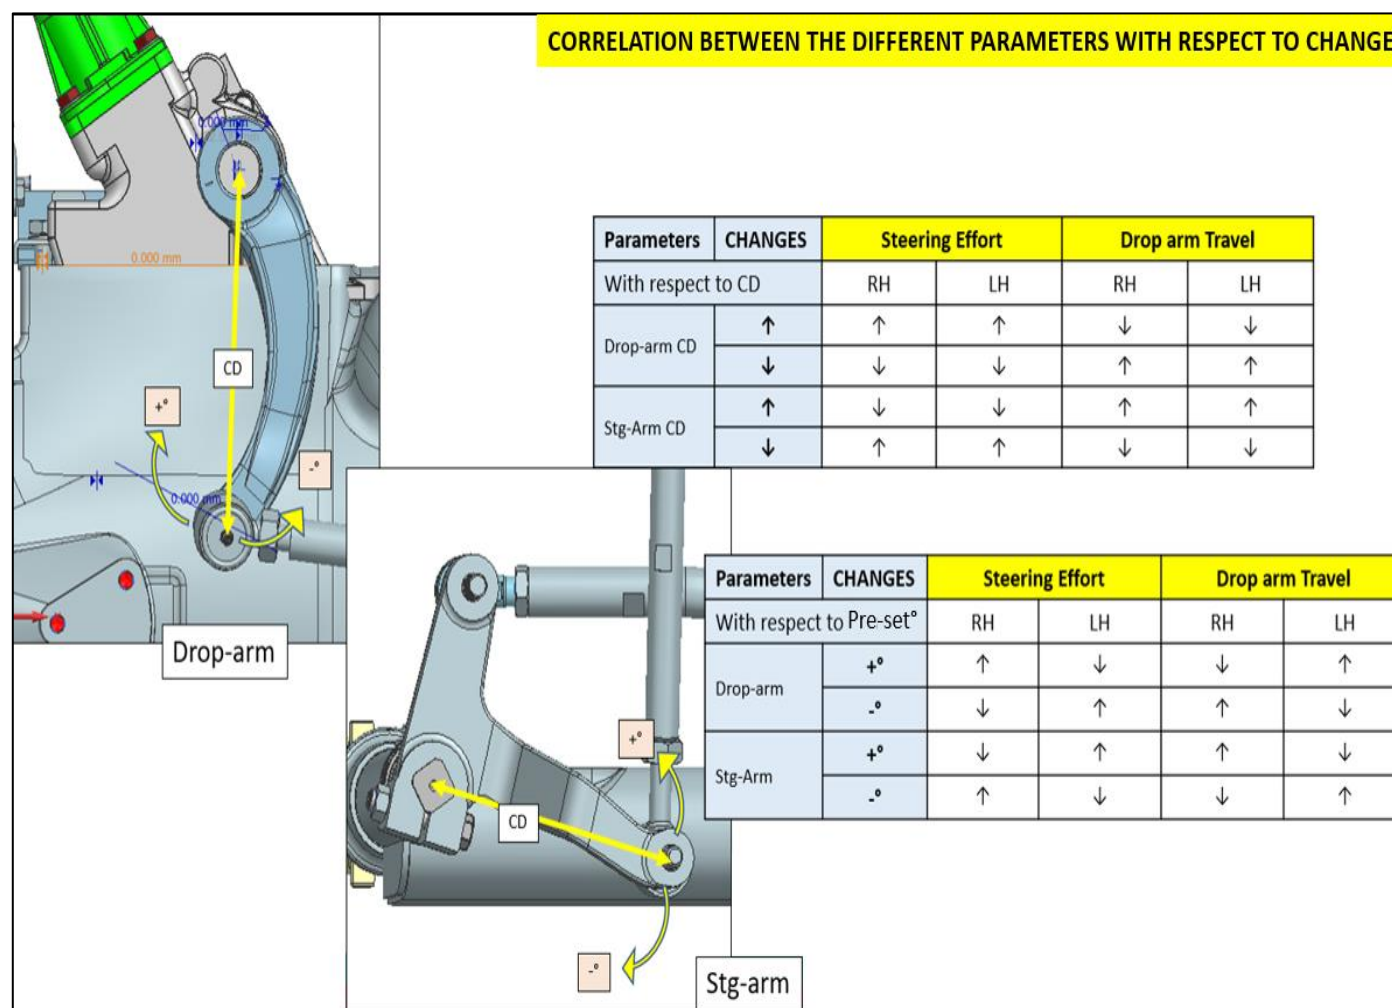 CORRELATION BETWEEN THE DIFFERENT PARAMETERS WITH RESPECT TO CHANGE
0.000 mm
0.000 mm
CD
+°
-°
0.000 mm
Drop-arm
Parameters CHANGES Steering Effort Drop arm Travel
With respect to CD RH LH RH LH
Drop-arm CD ↑ ↑ ↑ ↓ ↓
↓ ↓ ↓ ↑ ↑
Stg-Arm CD ↑ ↓ ↓ ↑ ↑
↓ ↑ ↑ ↓ ↓
+°
CD
-°
Stg-arm
Parameters CHANGES Steering Effort Drop arm Travel
With respect to Pre-set° RH LH RH LH
Drop-arm +° ↑ ↓ ↓ ↑
-° ↓ ↑ ↑ ↓
Stg-Arm +° ↓ ↑ ↑ ↓
-° ↑ ↓ ↓ ↑